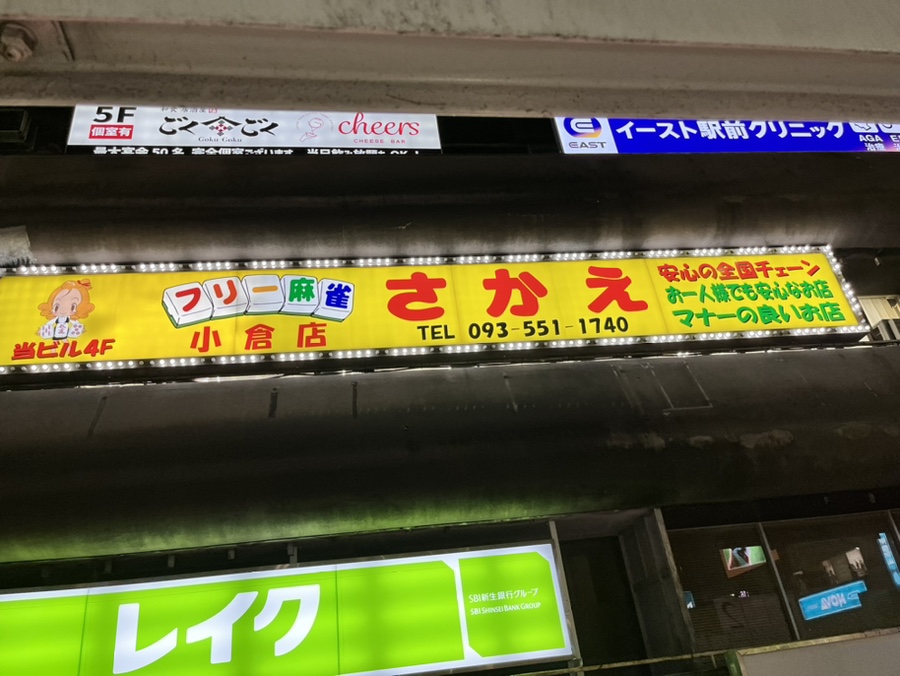 5F
個室有
ごくごく
Goku Goku
cheers
CHEESE BAR
EAST
イースト駅前クリニック
AGA
治療
当ビル4F
フリー麻雀
小倉店
さかえ
TEL 093-551-1740
安心の全国チェーン
お一人様でも安心なお店
マナーの良いお店
レイク
SBI新生銀行グループ
SBI SHINSEI BANK GROUP